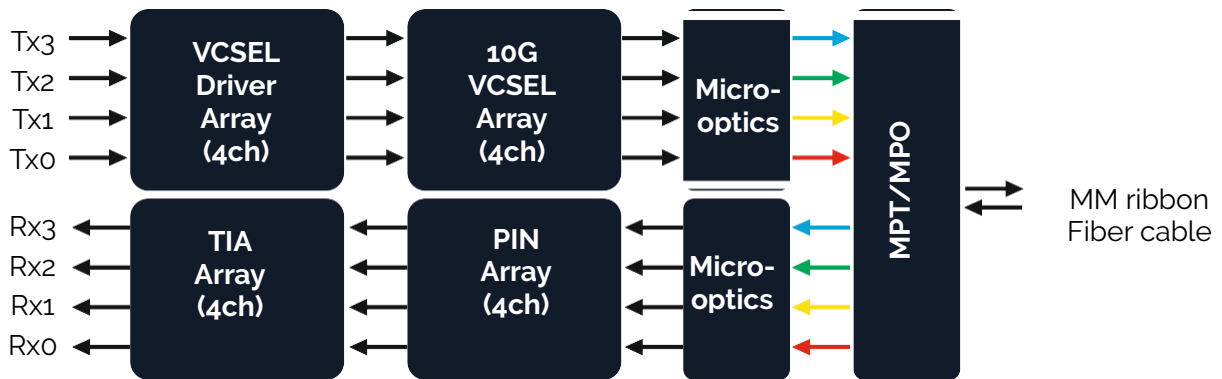 Tx3
Tx2
Tx1
Tx0
VCSEL
Driver
Array
(4ch)
10G
VCSEL
Array
(4ch)
Micro-
optics
MPT/MPO
MM ribbon
Fiber cable
Rx3
Rx2
Rx1
Rx0
TIA
Array
(4ch)
PIN
Array
(4ch)
Micro-
optics